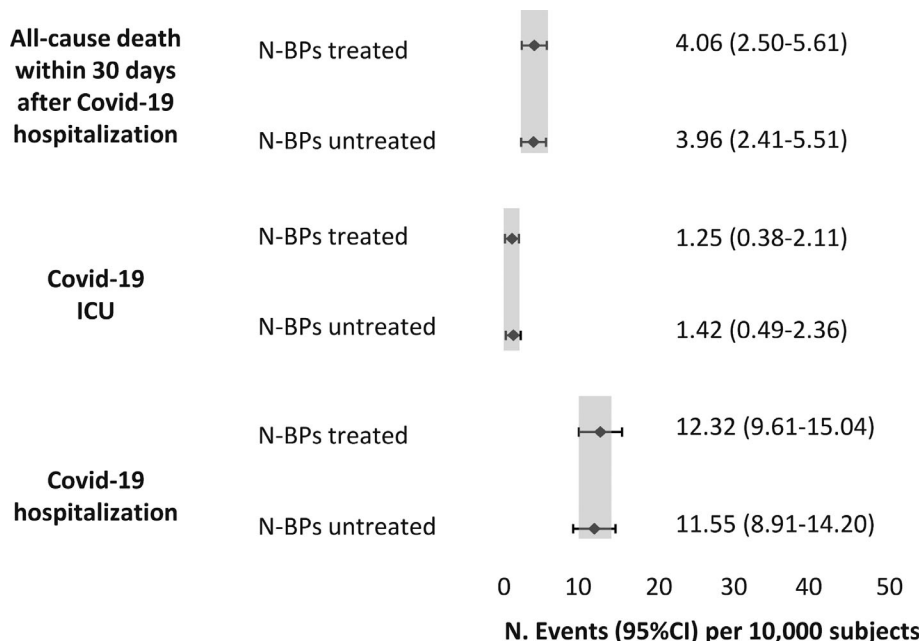 All-cause death
within 30 days
after Covid-19
hospitalization
N-BPs treated
4.06 (2.50-5.61)
N-BPs untreated
3.96 (2.41-5.51)
Covid-19
ICU
N-BPs treated
1.25 (0.38-2.11)
N-BPs untreated
1.42 (0.49-2.36)
Covid-19
hospitalization
N-BPs treated
12.32 (9.61-15.04)
N-BPs untreated
11.55 (8.91-14.20)
0 10 20 30 40 50
N. Events (95%CI) per 10,000 subjects